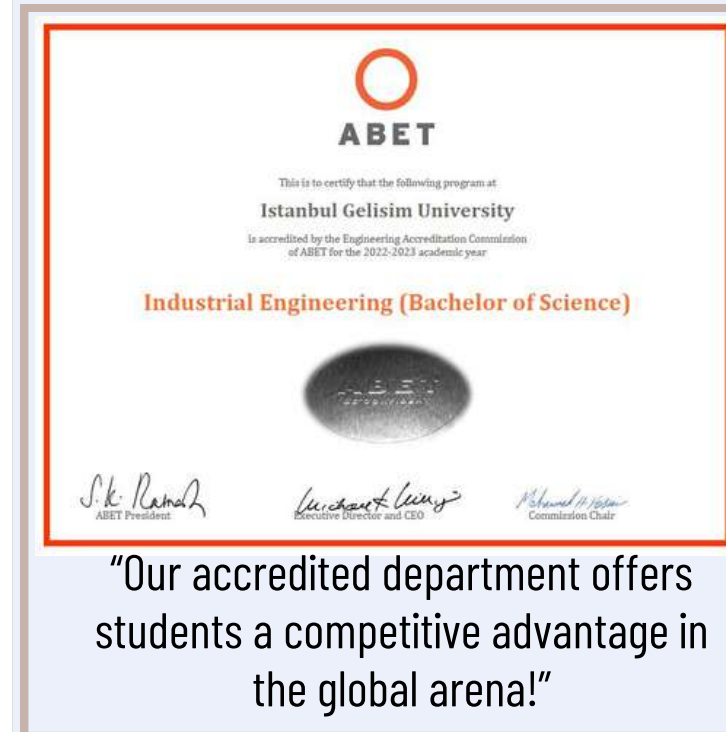 ABET
This is to certify that the following program at
Istanbul Gelisim University
is accredited by the Engineering Accreditation Commission
of ABET for the 2022-2023 academic year
Industrial Engineering (Bachelor of Science)
ABET
ABET President
Executive Director and CEO
Commission Chair
“Our accredited department offers
students a competitive advantage in
the global arena!”